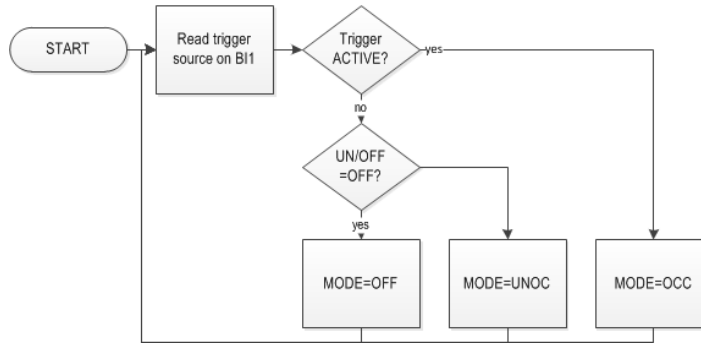 START
Read trigger
source on BI1
Trigger
ACTIVE?
yes
no
UN/OFF
=OFF?
yes
MODE=OFF
MODE=UNOC
MODE=OCC